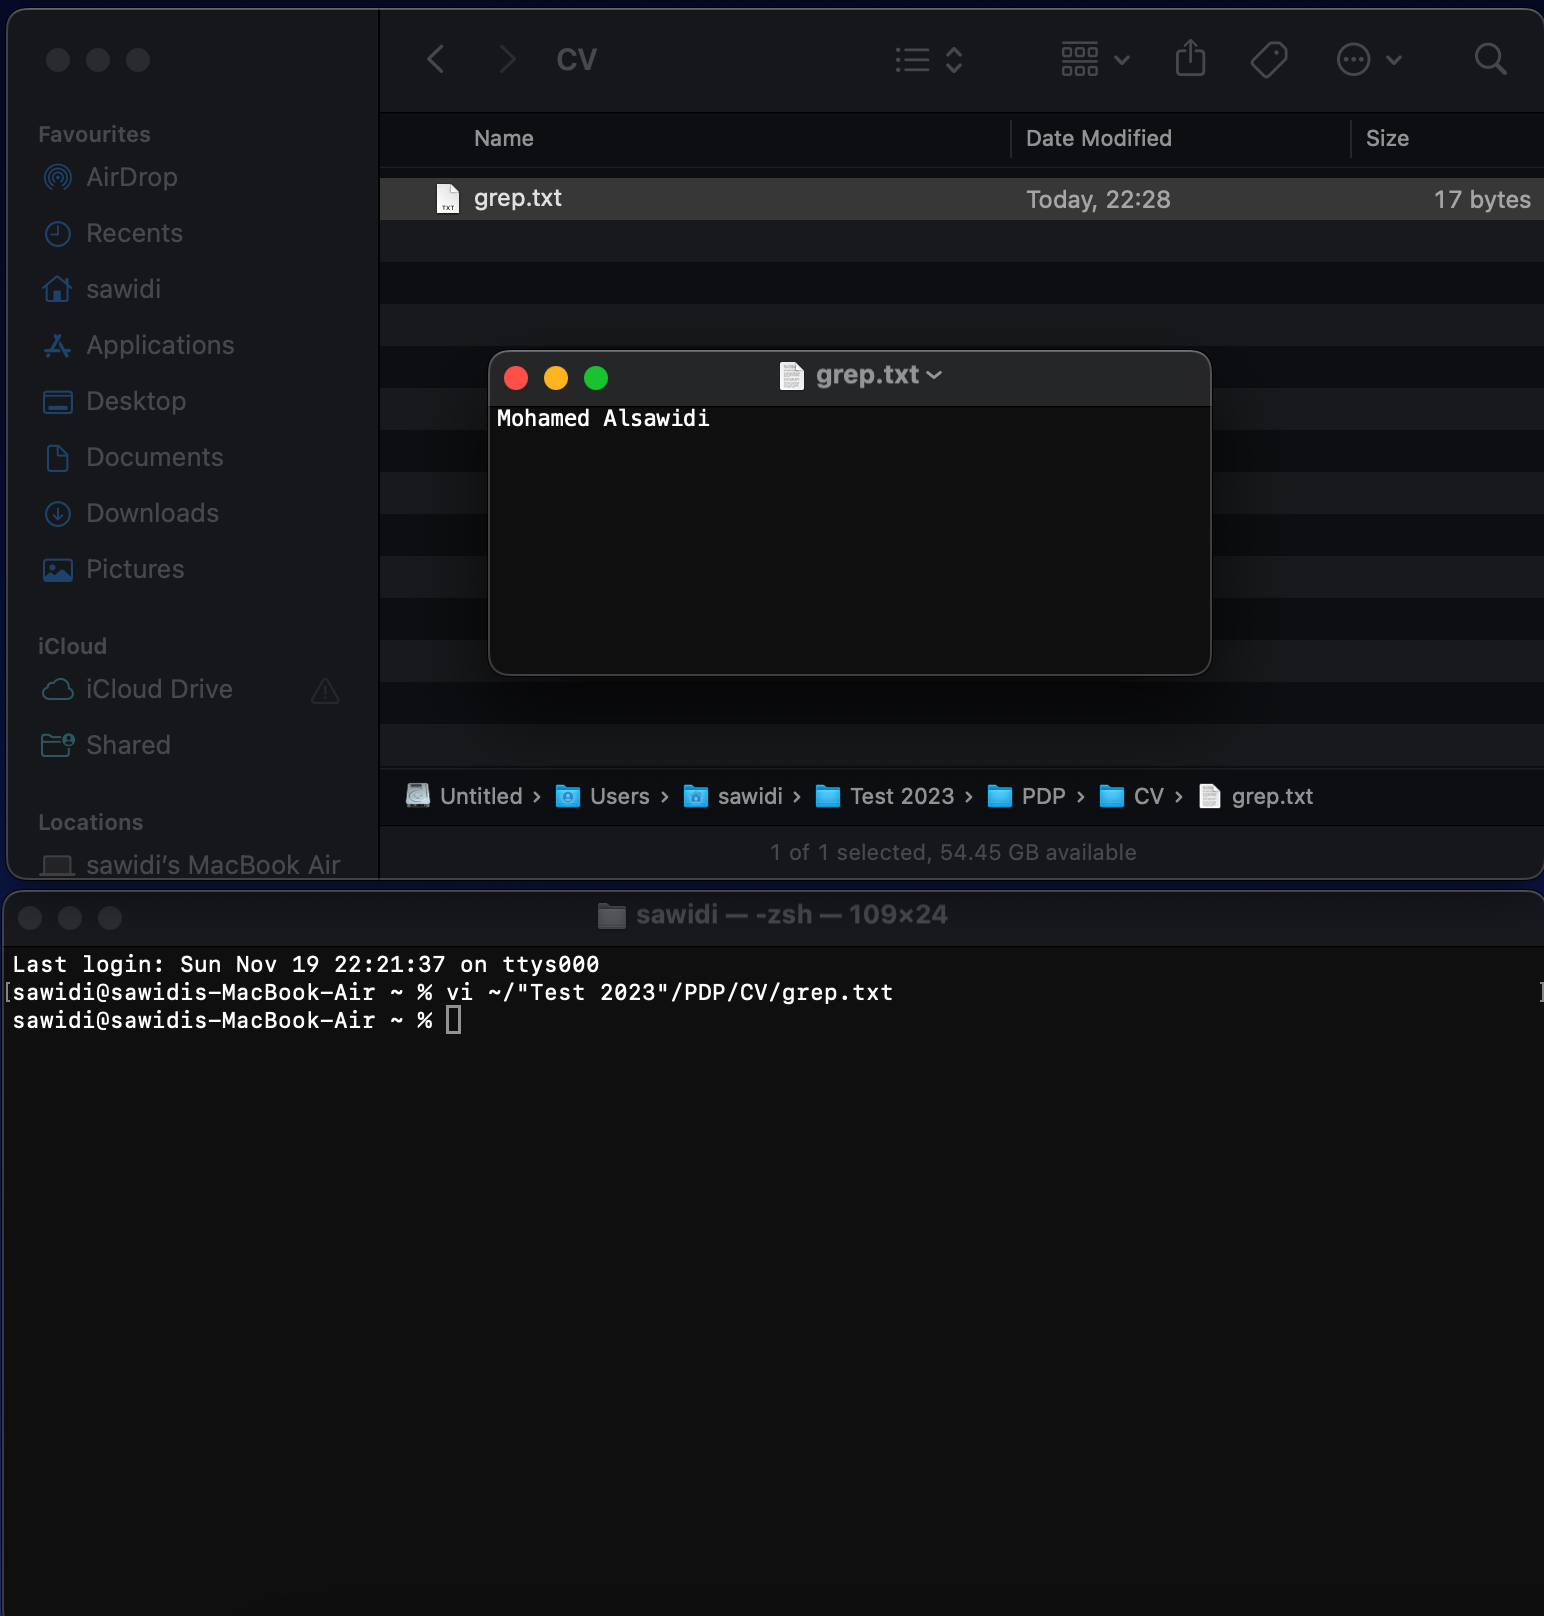 CV
Favourites
AirDrop
Recents
sawidi
Applications
Desktop
Documents
Downloads
Pictures
iCloud
iCloud Drive
Shared
Locations
sawidi’s MacBook Air
Name Date Modified Size
TXT grep.txt Today, 22:28 17 bytes
grep.txt
Mohamed Alsawidi
Untitled › Users › sawidi › Test 2023 › PDP › CV › grep.txt
1 of 1 selected, 54.45 GB available
sawidi — -zsh — 109×24
Last login: Sun Nov 19 22:21:37 on ttys000
[sawidi@sawidis-MacBook-Air ~ % vi ~/"Test 2023"/PDP/CV/grep.txt ]
sawidi@sawidis-MacBook-Air ~ %